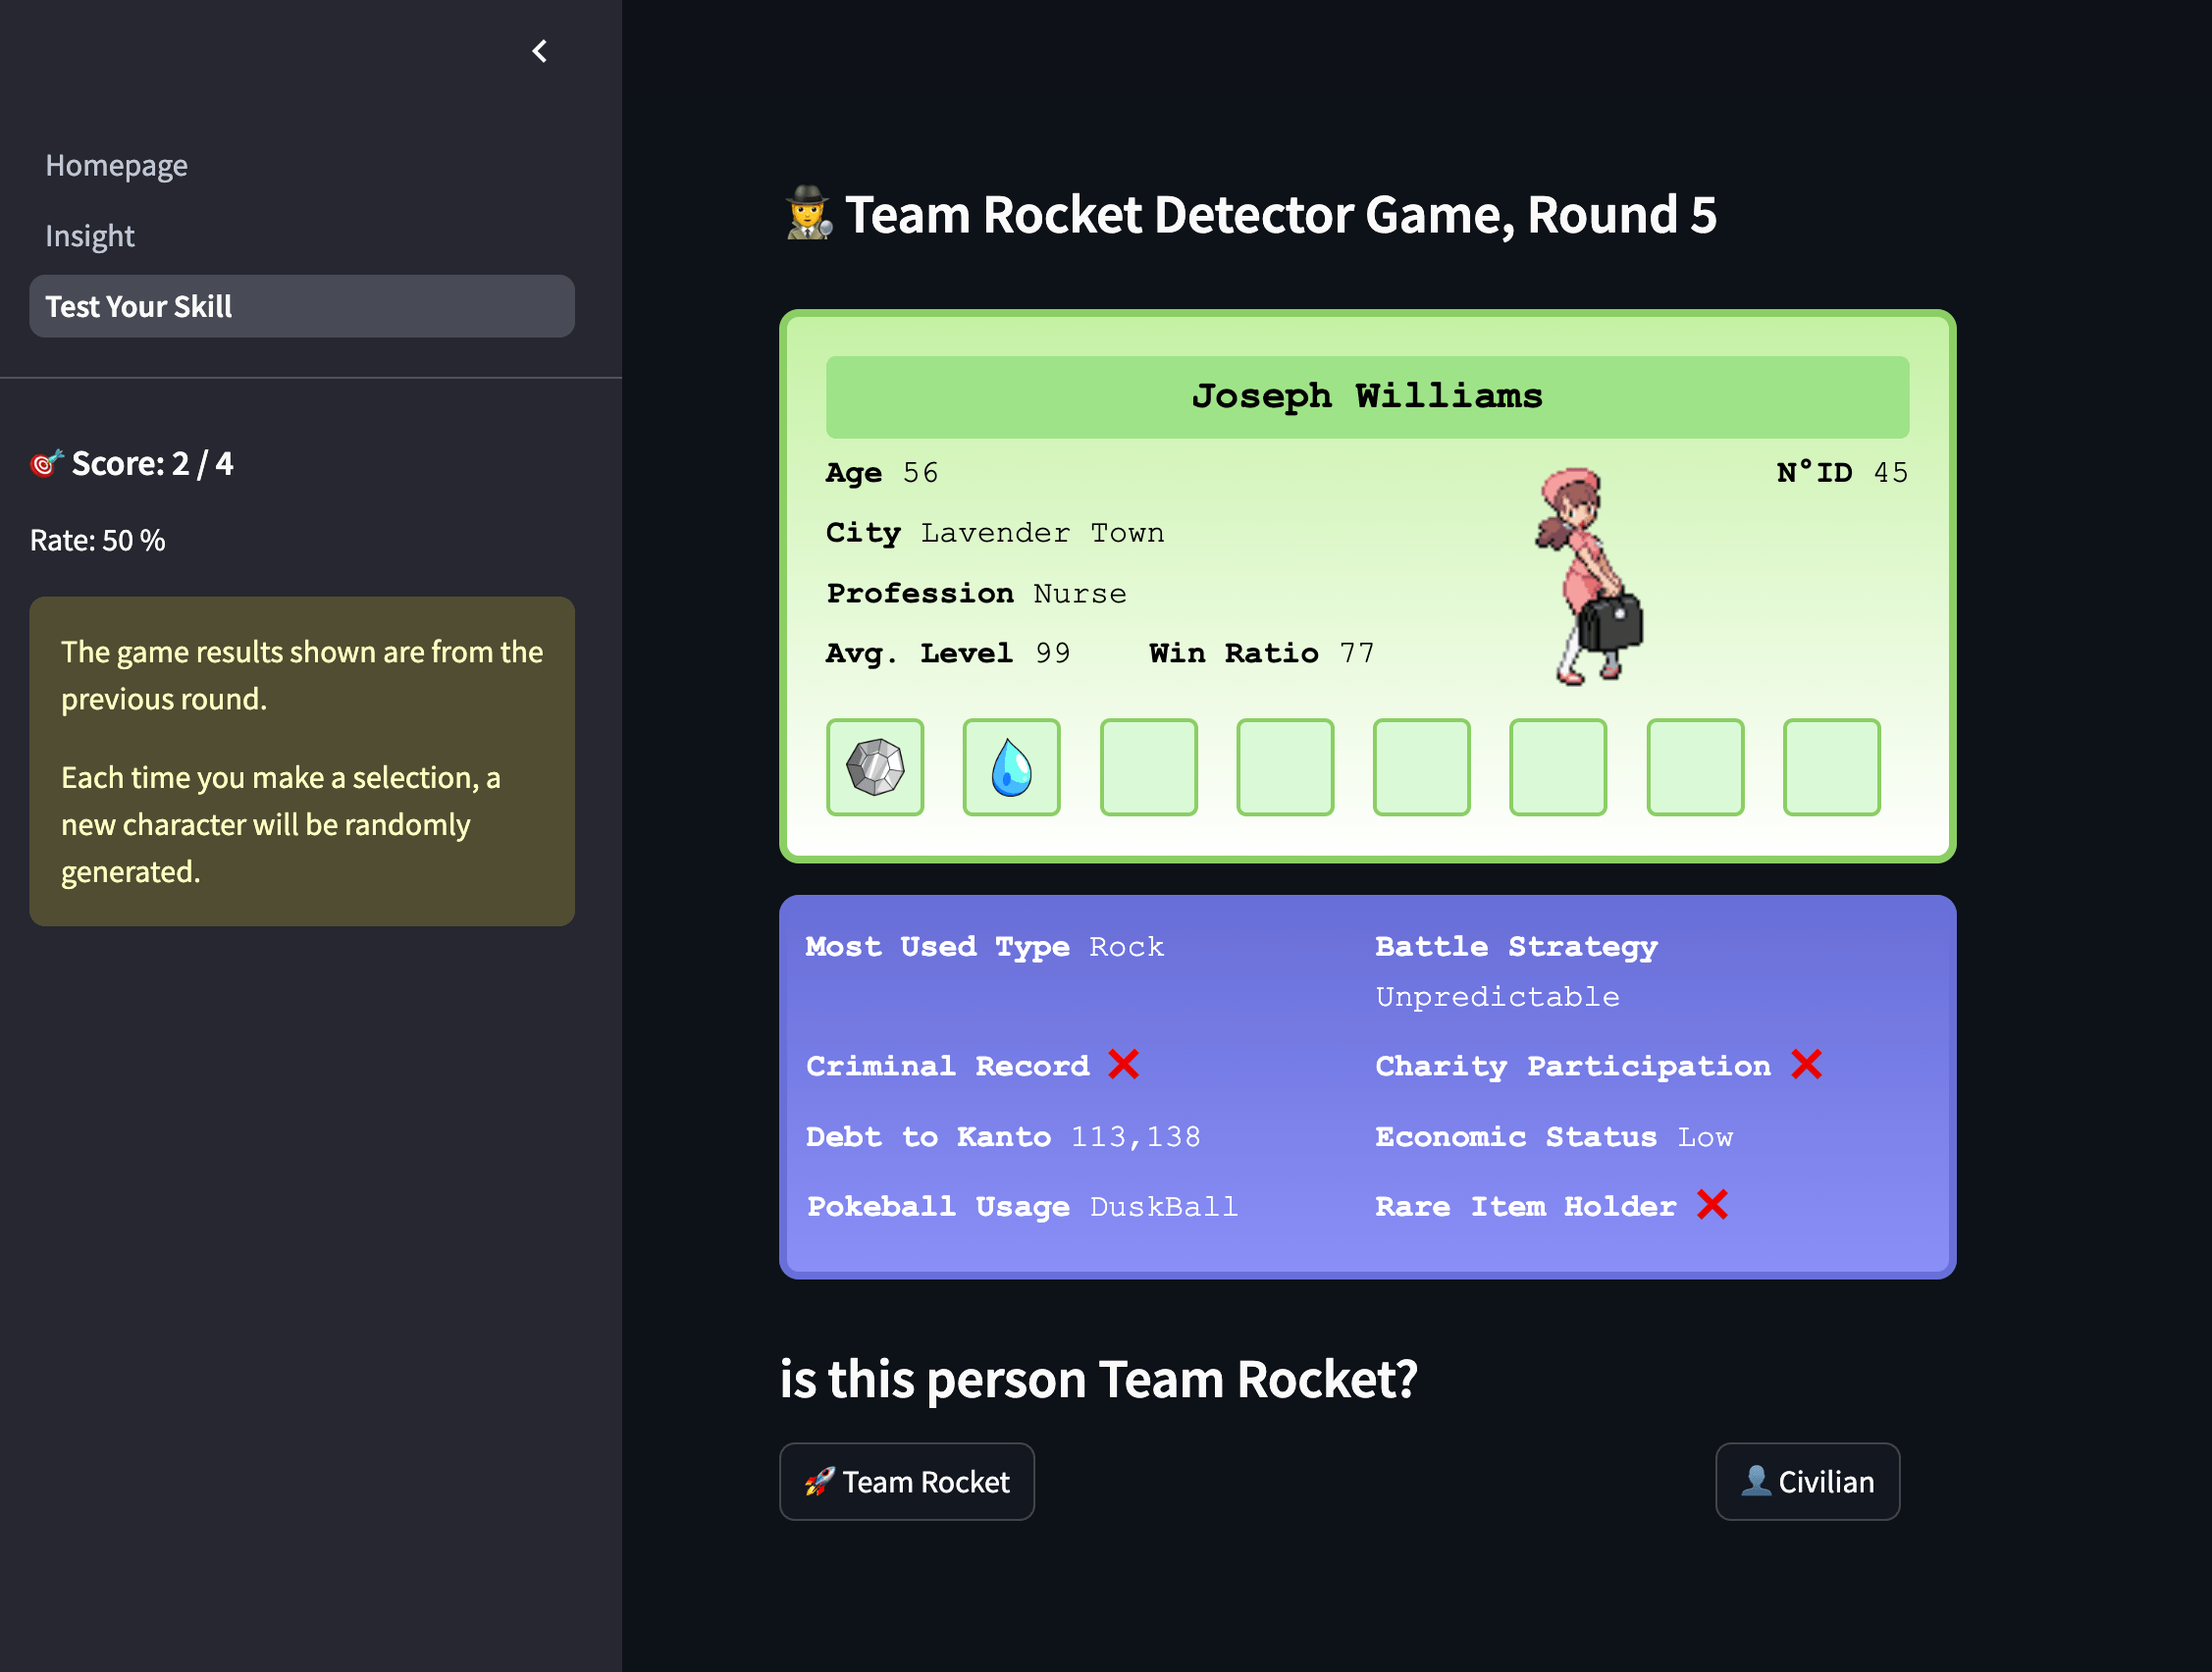 Homepage
Insight
Test Your Skill
Score: 2 / 4
Rate: 50 %
The game results shown are from the
previous round.
Each time you make a selection, a
new character will be randomly
generated.
Team Rocket Detector Game, Round 5
Joseph Williams
Age 56
N°ID 45
City Lavender Town
Profession Nurse
Avg. Level 99 Win Ratio 77
Most Used Type Rock
Battle Strategy
Unpredictable
Criminal Record ❌
Charity Participation ❌
Debt to Kanto 113,138
Economic Status Low
Pokeball Usage DuskBall
Rare Item Holder ❌
is this person Team Rocket?
Team Rocket
Civilian